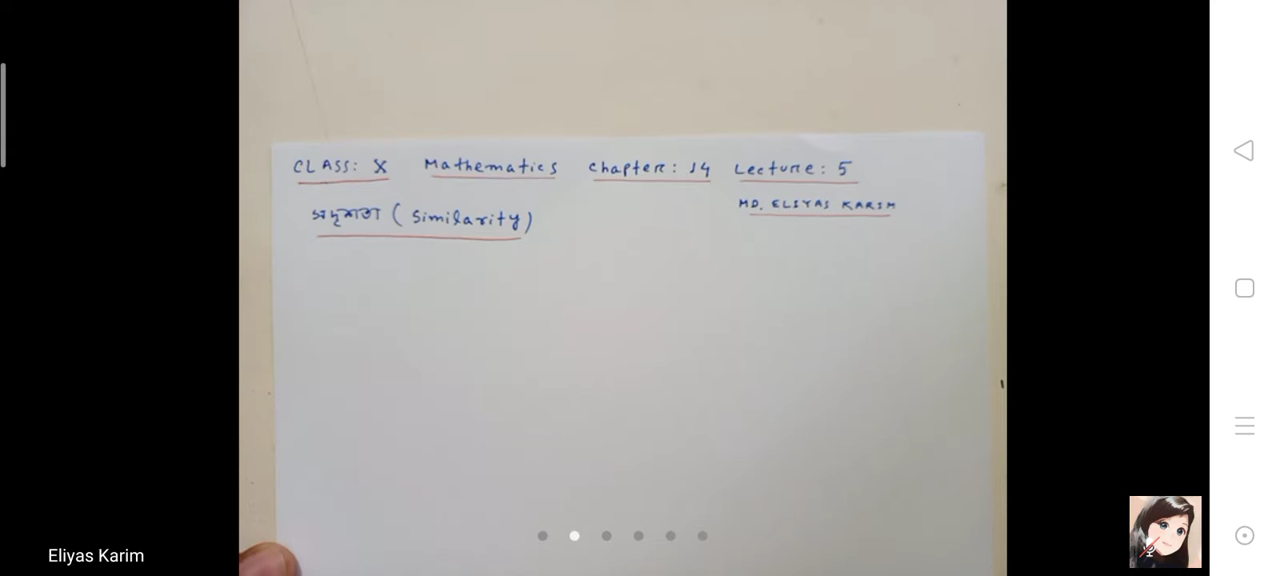 CLASS: X Mathematics Chapter: 14 Lecture: 5
MD. ELIYAS KARIM
সদৃশতা (Similarity)
Eliyas Karim